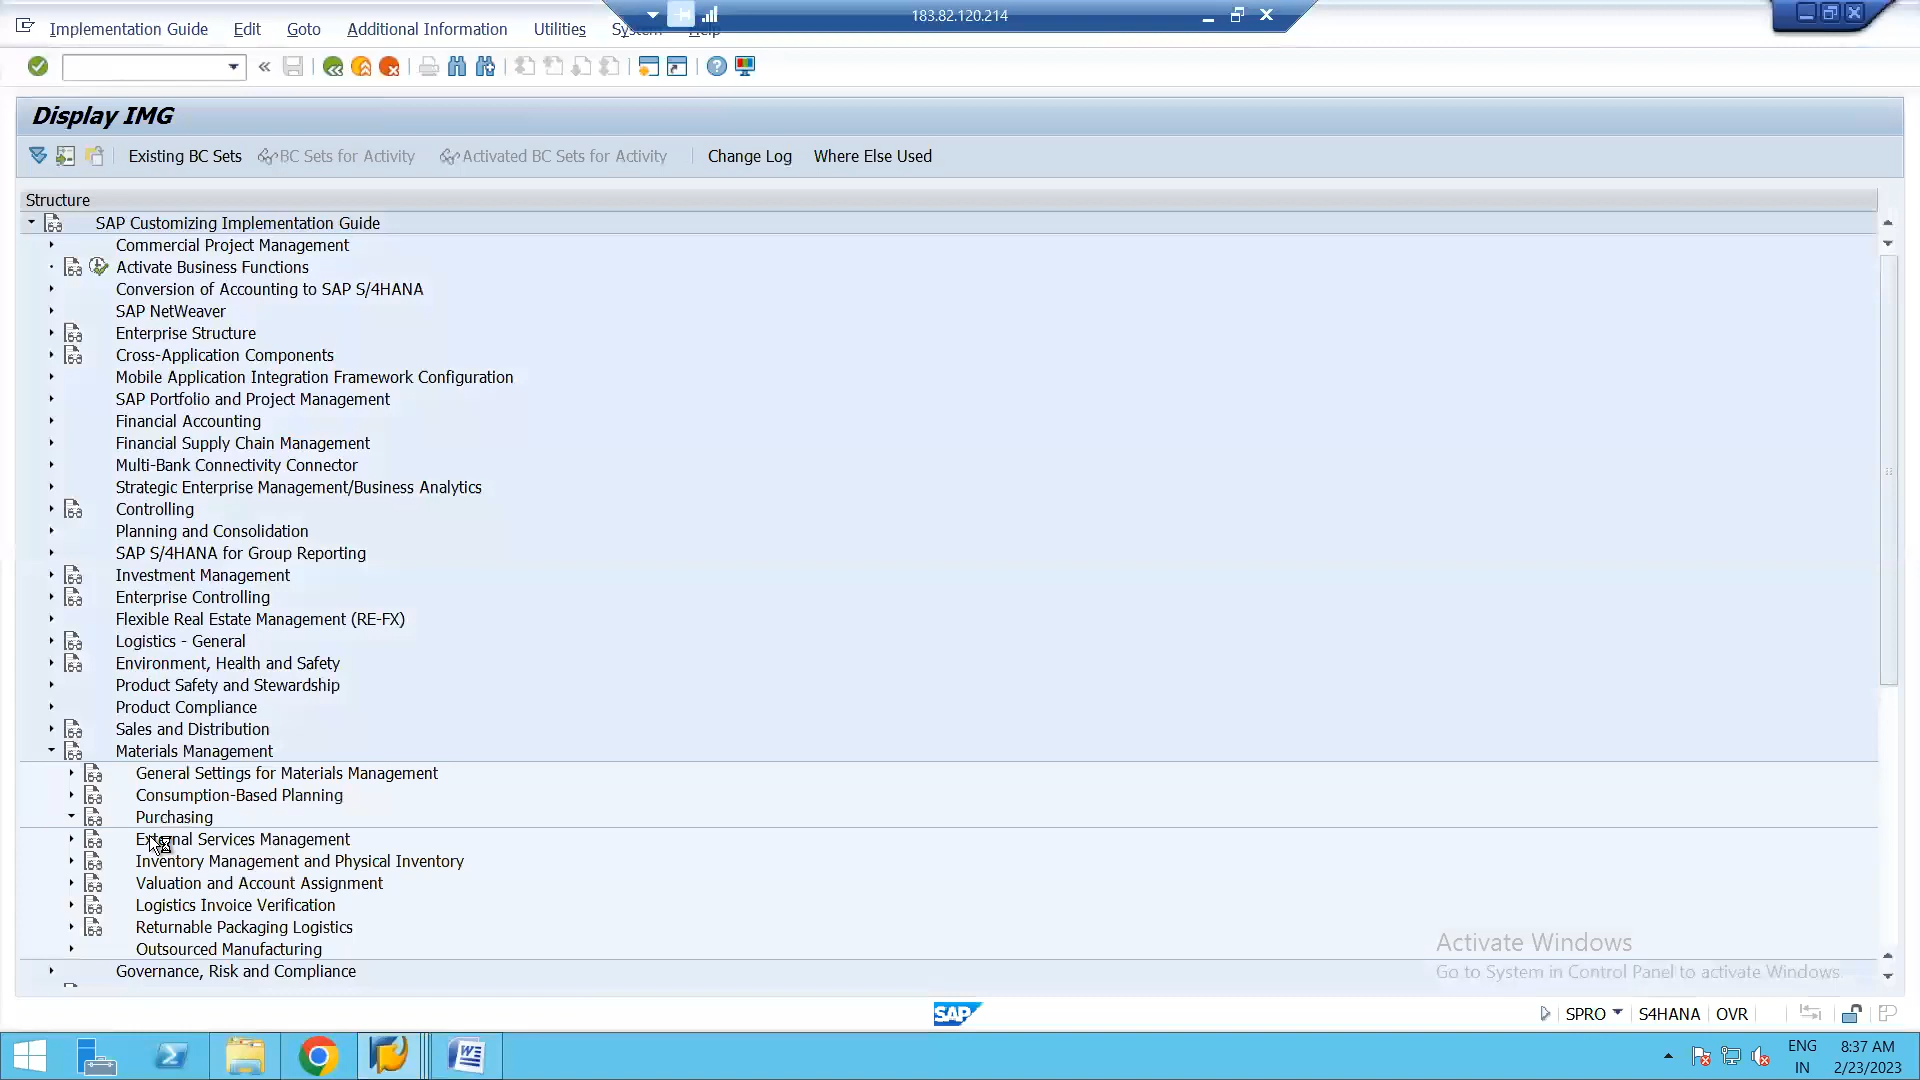 183.82.120.214
Implementation Guide Edit Goto Additional Information Utilities System Help
Display IMG
Existing BC Sets BC Sets for Activity Activated BC Sets for Activity Change Log Where Else Used
Structure
SAP Customizing Implementation Guide
Commercial Project Management
Activate Business Functions
Conversion of Accounting to SAP S/4HANA
SAP NetWeaver
Enterprise Structure
Cross-Application Components
Mobile Application Integration Framework Configuration
SAP Portfolio and Project Management
Financial Accounting
Financial Supply Chain Management
Multi-Bank Connectivity Connector
Strategic Enterprise Management/Business Analytics
Controlling
Planning and Consolidation
SAP S/4HANA for Group Reporting
Investment Management
Enterprise Controlling
Flexible Real Estate Management (RE-FX)
Logistics - General
Environment, Health and Safety
Product Safety and Stewardship
Product Compliance
Sales and Distribution
Materials Management
General Settings for Materials Management
Consumption-Based Planning
Purchasing
External Services Management
Inventory Management and Physical Inventory
Valuation and Account Assignment
Logistics Invoice Verification
Returnable Packaging Logistics
Outsourced Manufacturing
Governance, Risk and Compliance
Activate Windows
Go to System in Control Panel to activate Windows.
SAP
SPRO S4HANA OVR
ENG 8:37 AM
IN 2/23/2023